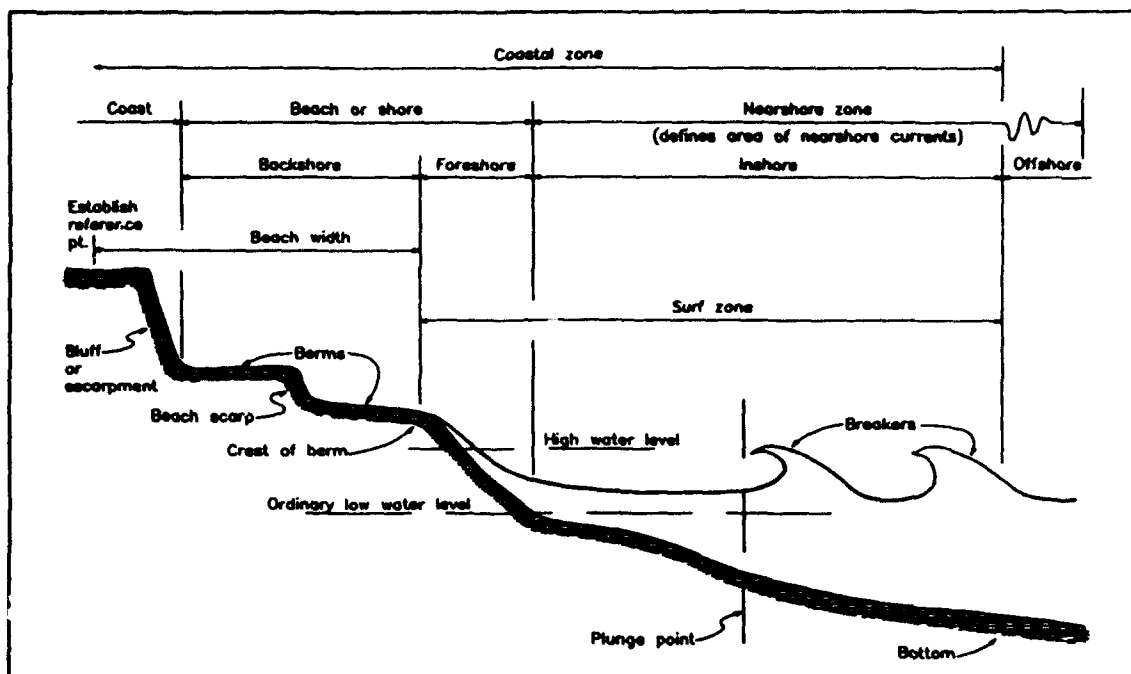 Coastal zone
Coast
Beach or shore
Nearshore zone
(defines area of nearshore currents)
Backshore
Foreshore
Inshore
Offshore
Establish
reference
pt.
Beach width
Surf zone
Bluff
or
escarpment
Berms
Beach scarp
Crest of berm
High water level
Breakers
Ordinary low water level
Plunge point
Bottom